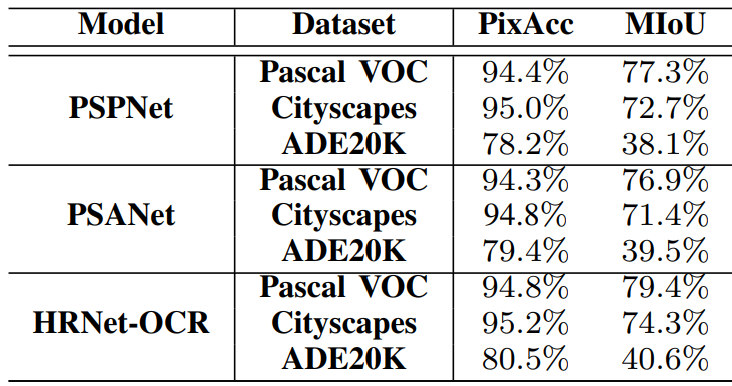 Model Dataset PixAcc MIoU
Pascal VOC 94.4% 77.3%
PSPNet Cityscapes 95.0% 72.7%
ADE20K 78.2% 38.1%
Pascal VOC 94.3% 76.9%
PSANet Cityscapes 94.8% 71.4%
ADE20K 79.4% 39.5%
Pascal VOC 94.8% 79.4%
HRNet-OCR Cityscapes 95.2% 74.3%
ADE20K 80.5% 40.6%